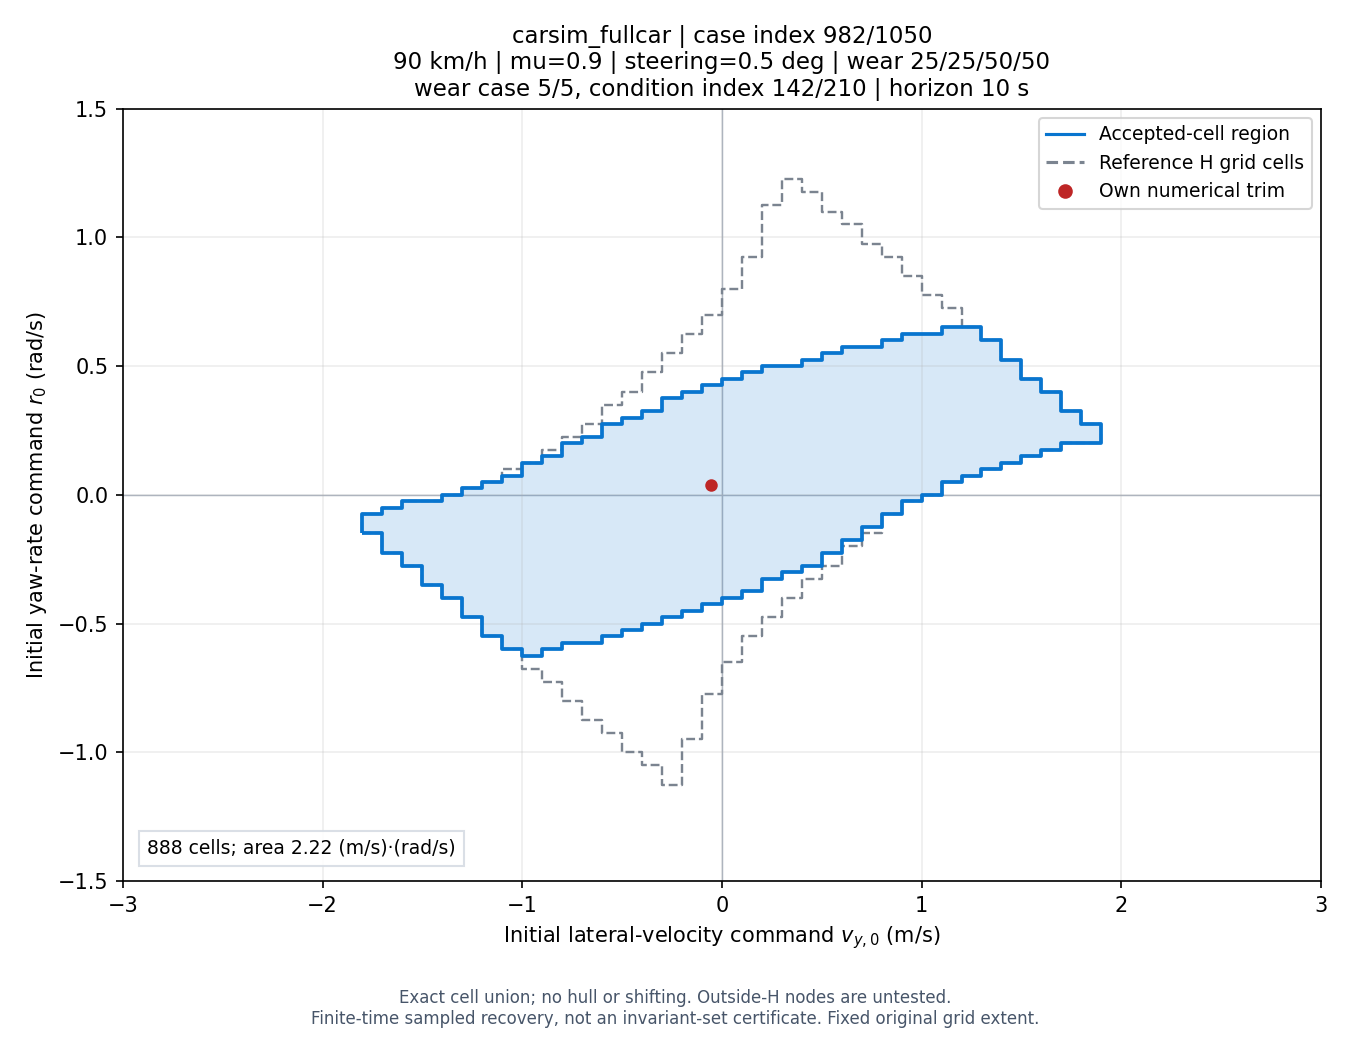 carsim_fullcar | case index 982/1050
90 km/h | mu=0.9 | steering=0.5 deg | wear 25/25/50/50
wear case 5/5, condition index 142/210 | horizon 10 s
Accepted-cell region
Reference H grid cells
Own numerical trim
1.5
1.0
0.5
0.0
−0.5
−1.0
−1.5
Initial yaw-rate command r₀ (rad/s)
888 cells; area 2.22 (m/s)·(rad/s)
−3
−2
−1
0
1
2
3
Initial lateral-velocity command v_{y,0} (m/s)
Exact cell union; no hull or shifting. Outside-H nodes are untested.
Finite-time sampled recovery, not an invariant-set certificate. Fixed original grid extent.